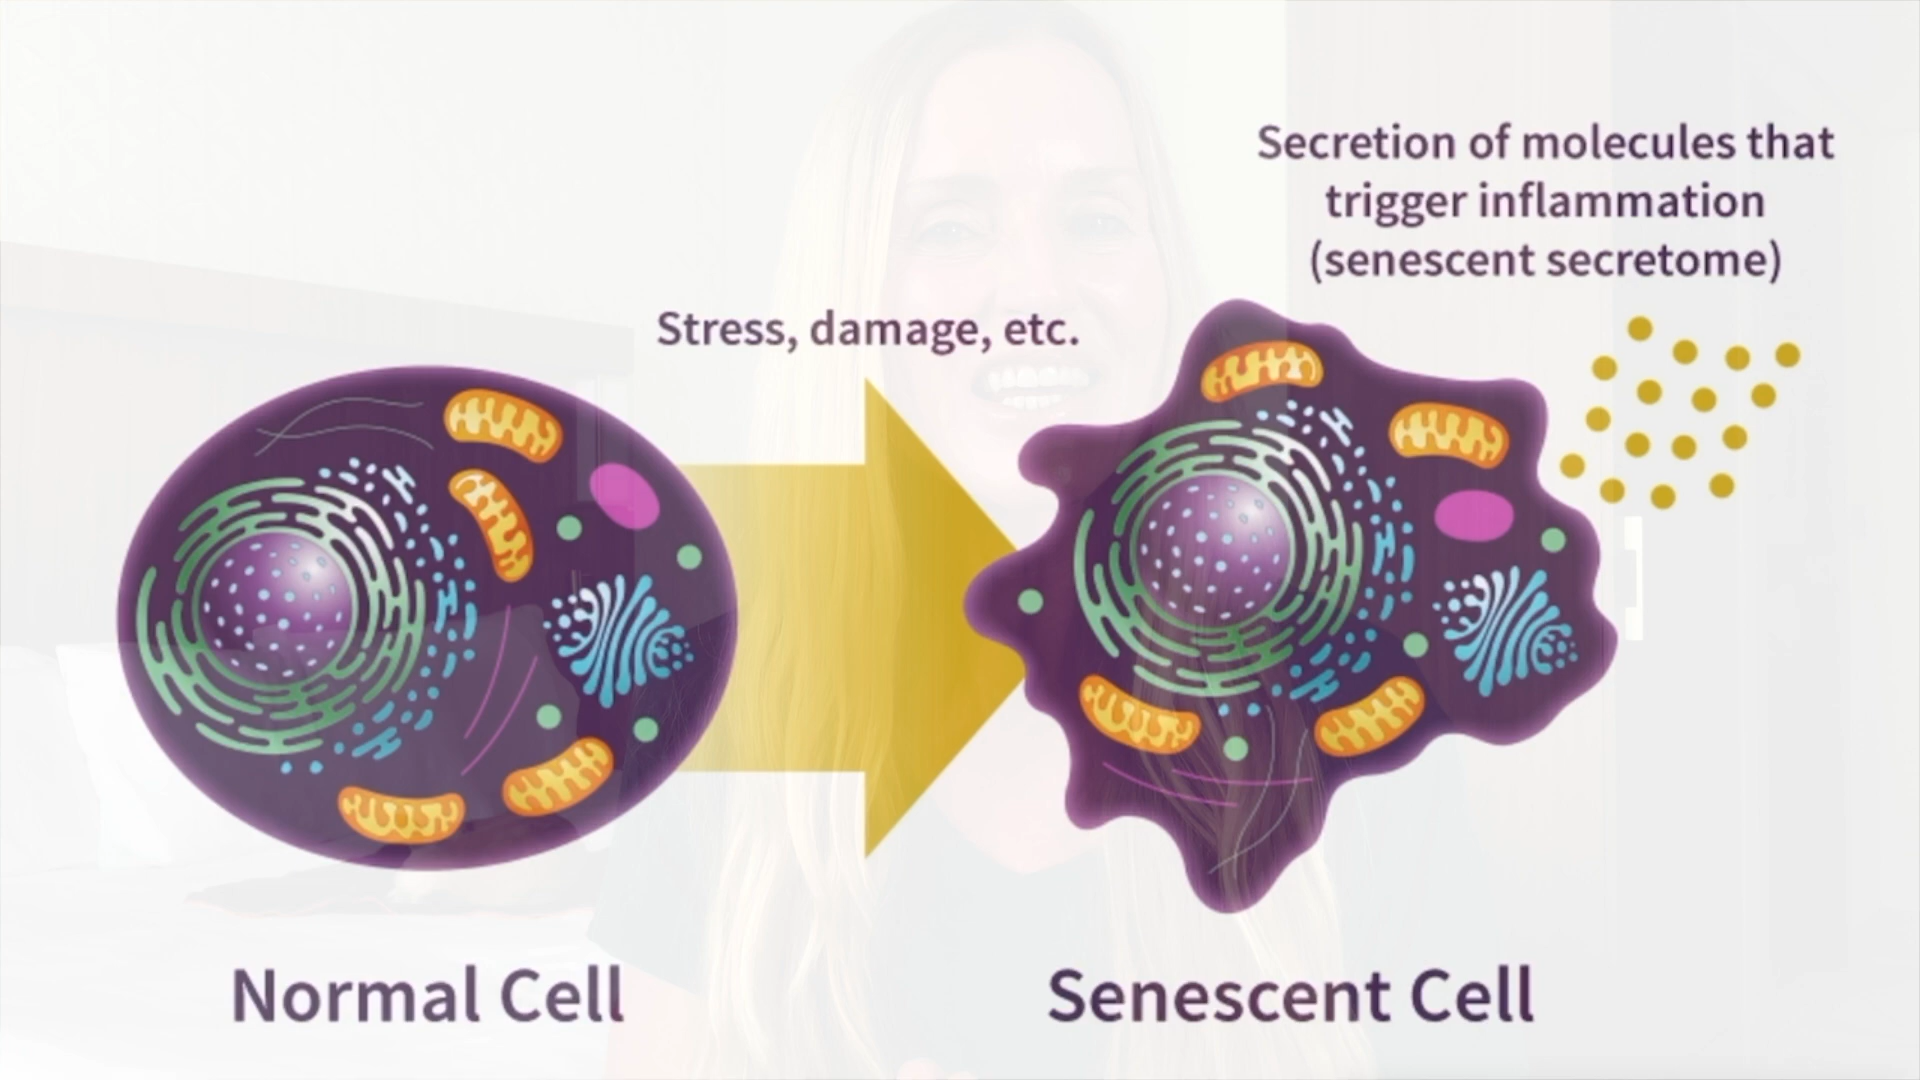 Secretion of molecules that
trigger inflammation
(senescent secretome)
Stress, damage, etc.
Normal Cell
Senescent Cell